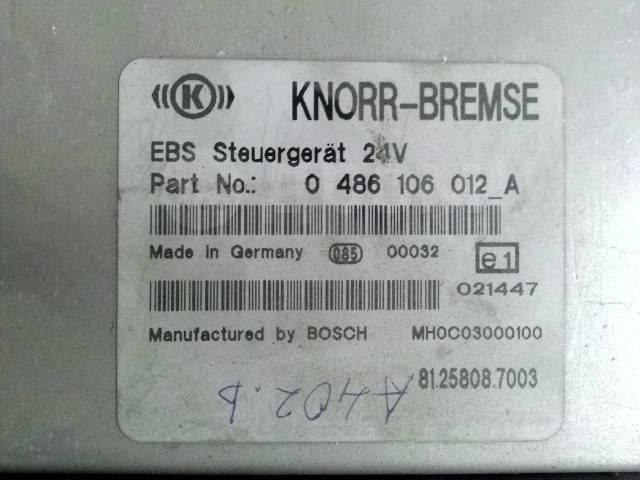 ((K)) KNORR-BREMSE
EBS Steuergerät 24V
Part No.: 0 486 106 012_A
Made In Germany 085 00032 e1
021447
Manufactured by BOSCH MH0C03000100
81.25808.7003
A402.b